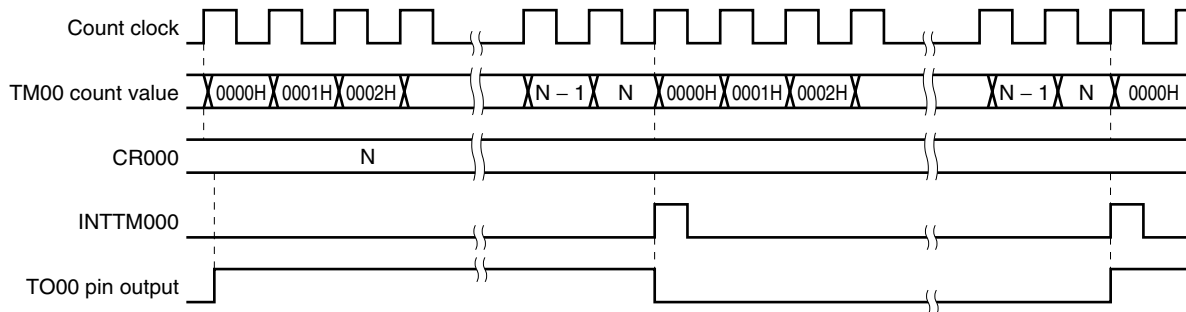 Count clock
TM00 count value 0000H 0001H 0002H N – 1 N 0000H 0001H 0002H N – 1 N 0000H
CR000 N
INTTM000
TO00 pin output